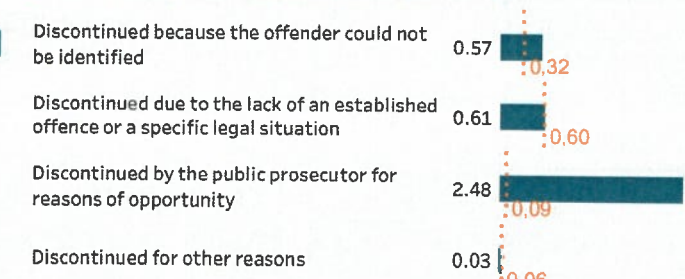 Discontinued because the offender could not
be identified
0.57
0,32
Discontinued due to the lack of an established
offence or a specific legal situation
0.61
0,60
Discontinued by the public prosecutor for
reasons of opportunity
2.48
0,09
Discontinued for other reasons
0.03
0,06